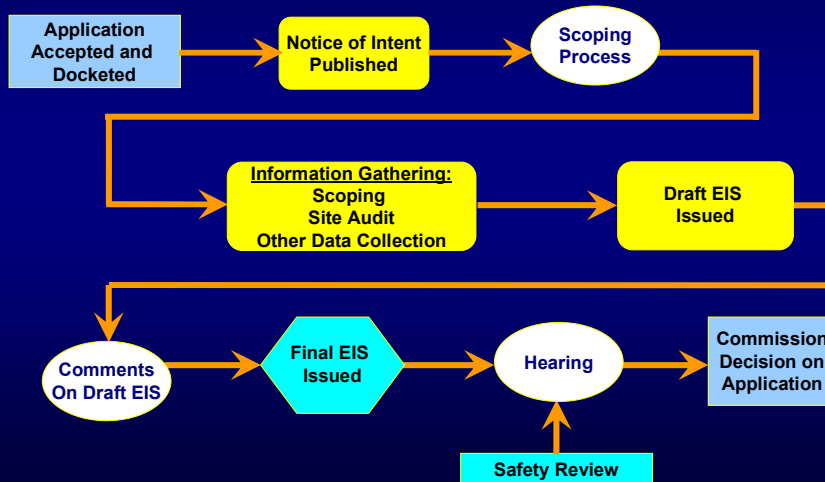 Application
Accepted and
Docketed
Notice of Intent
Published
Scoping
Process
Information Gathering:
Scoping
Site Audit
Other Data Collection
Draft EIS
Issued
Comments
On Draft EIS
Final EIS
Issued
Hearing
Commission
Decision on
Application
Safety Review